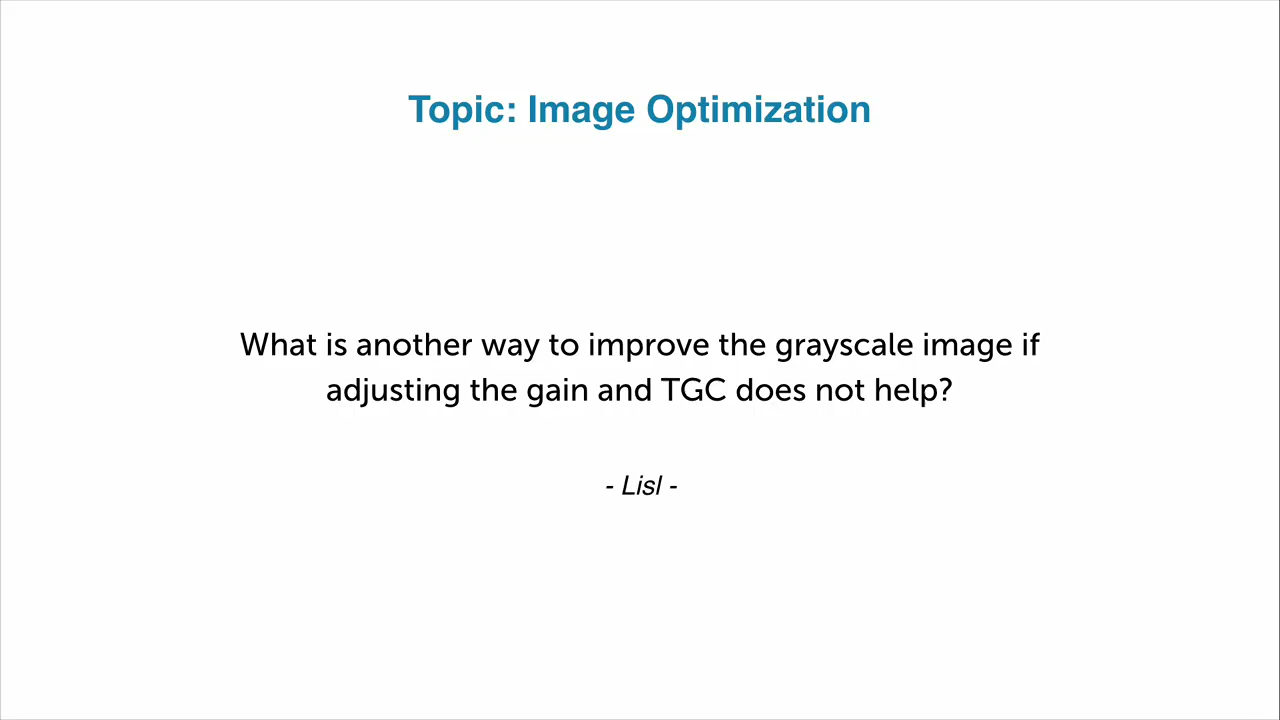 Topic: Image Optimization
What is another way to improve the grayscale image if
adjusting the gain and TGC does not help?
- Lisl -